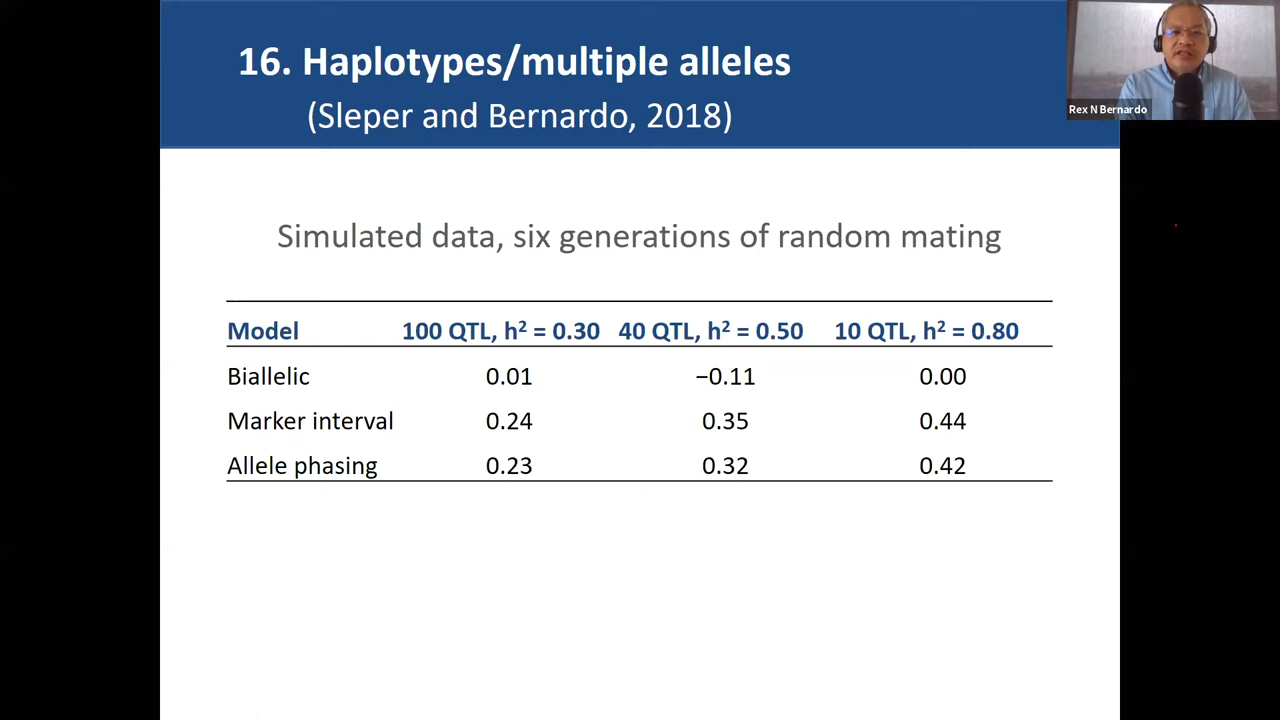 16. Haplotypes/multiple alleles
(Sleper and Bernardo, 2018)
Rex N Bernardo
Simulated data, six generations of random mating
Model 100 QTL, h² = 0.30 40 QTL, h² = 0.50 10 QTL, h² = 0.80
Biallelic 0.01 −0.11 0.00
Marker interval 0.24 0.35 0.44
Allele phasing 0.23 0.32 0.42